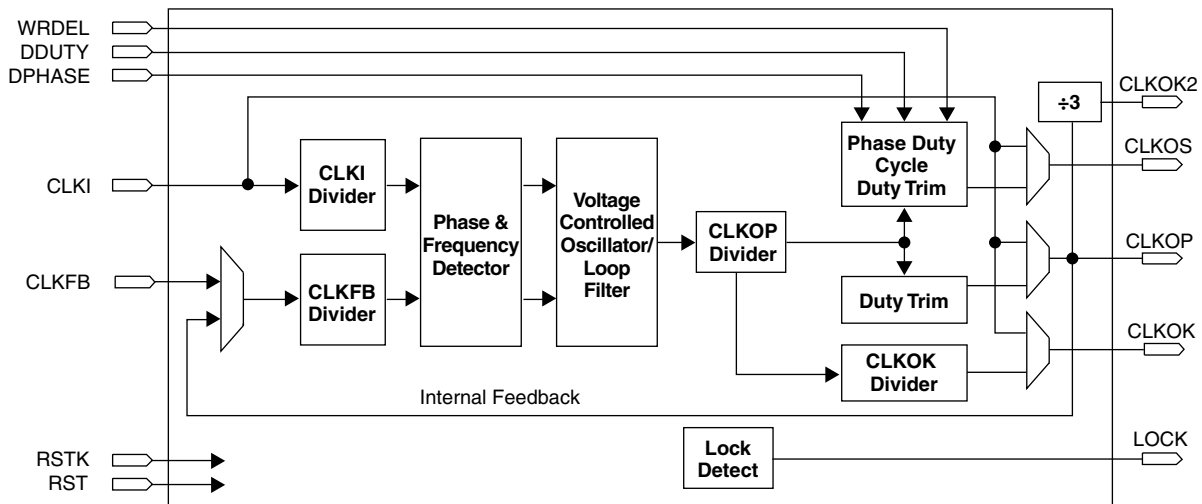 WRDEL
DDUTY
DPHASE
CLKI
CLKFB
RSTK
RST
CLKI
Divider
CLKFB
Divider
Phase &
Frequency
Detector
Voltage
Controlled
Oscillator/
Loop
Filter
CLKOP
Divider
Phase Duty
Cycle
Duty Trim
Duty Trim
CLKOK
Divider
÷3
Internal Feedback
Lock
Detect
CLKOK2
CLKOS
CLKOP
CLKOK
LOCK